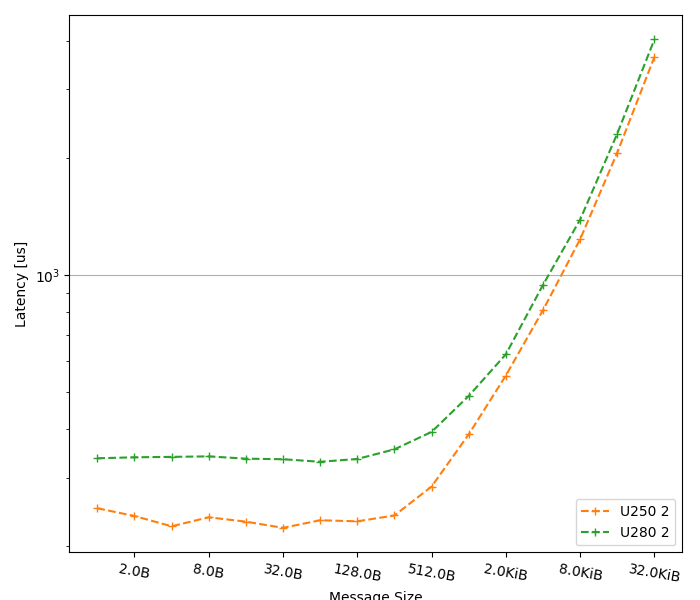 Latency [us]
10³
2.0B
8.0B
32.0B
128.0B
512.0B
2.0KiB
8.0KiB
32.0KiB
Message Size
U250 2
U280 2